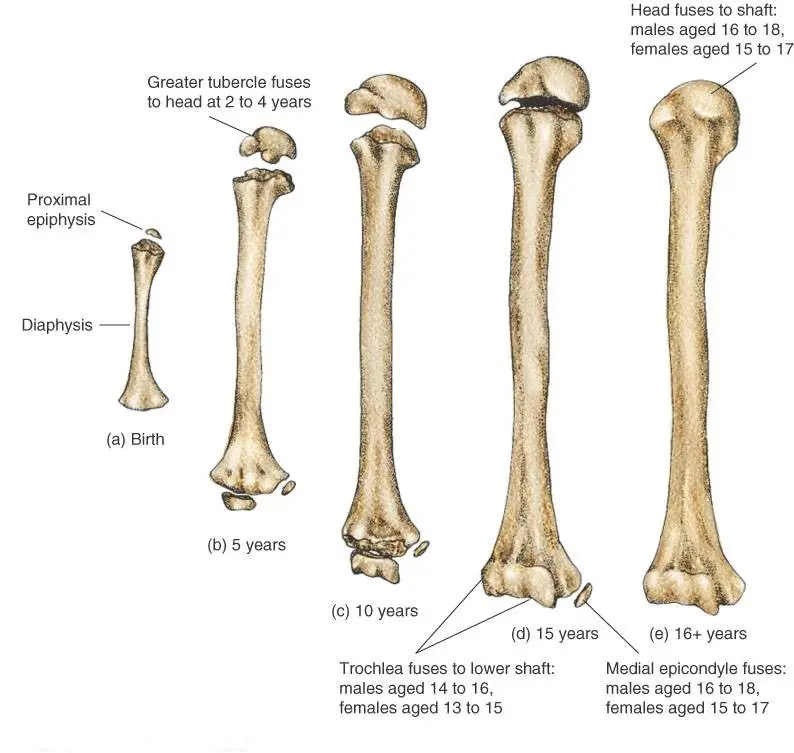 Head fuses to shaft:
males aged 16 to 18,
females aged 15 to 17
Greater tubercle fuses
to head at 2 to 4 years
Proximal
epiphysis
Diaphysis
(a) Birth
(b) 5 years
(c) 10 years
(d) 15 years
(e) 16+ years
Trochlea fuses to lower shaft:
males aged 14 to 16,
females aged 13 to 15
Medial epicondyle fuses:
males aged 16 to 18,
females aged 15 to 17